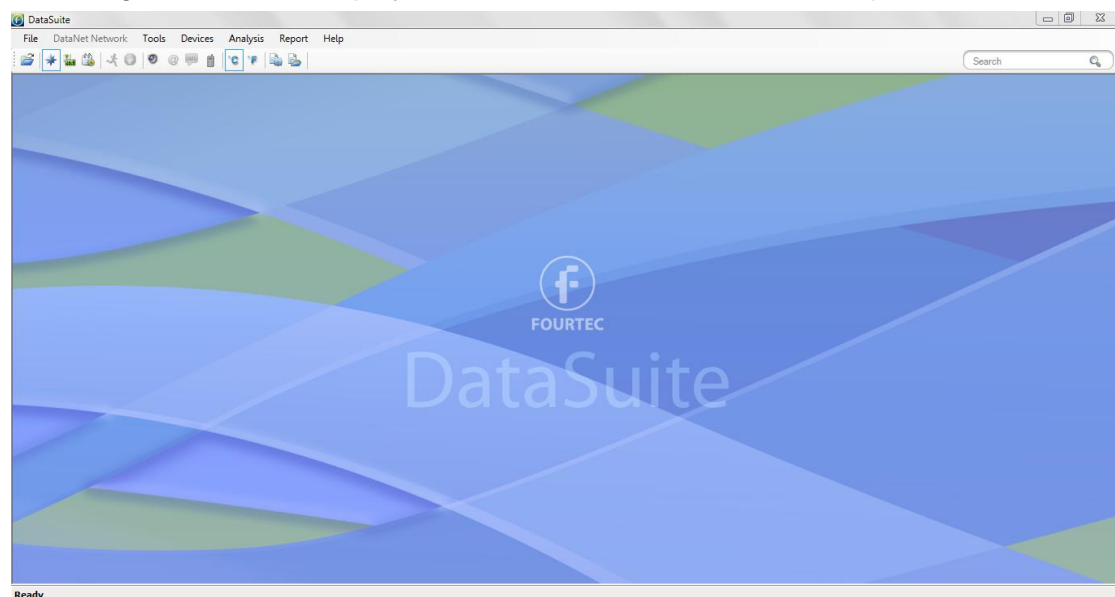 DataSuite
File DataNet Network Tools Devices Analysis Report Help
@ °C °F Search
FOURTEC
DataSuite
Ready